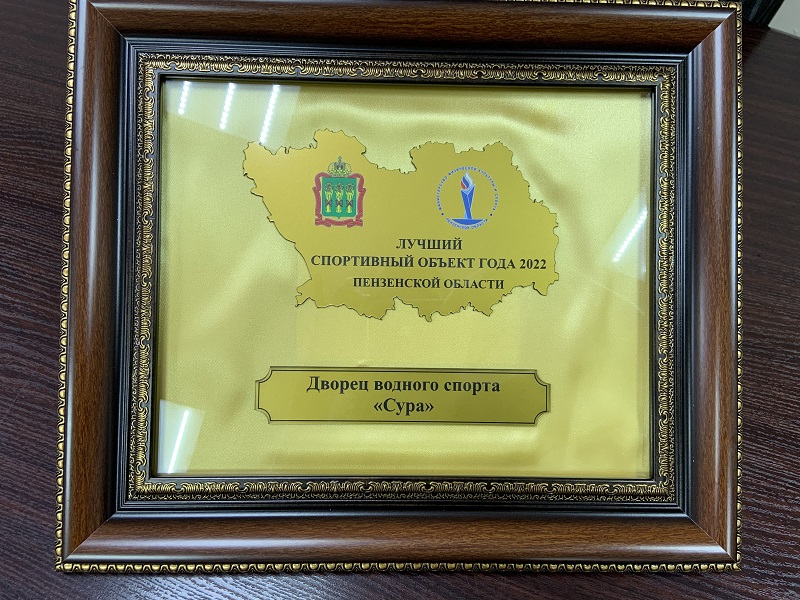 ЛУЧШИЙ
СПОРТИВНЫЙ ОБЪЕКТ ГОДА 2022
ПЕНЗЕНСКОЙ ОБЛАСТИ
Дворец водного спорта
«Сура»